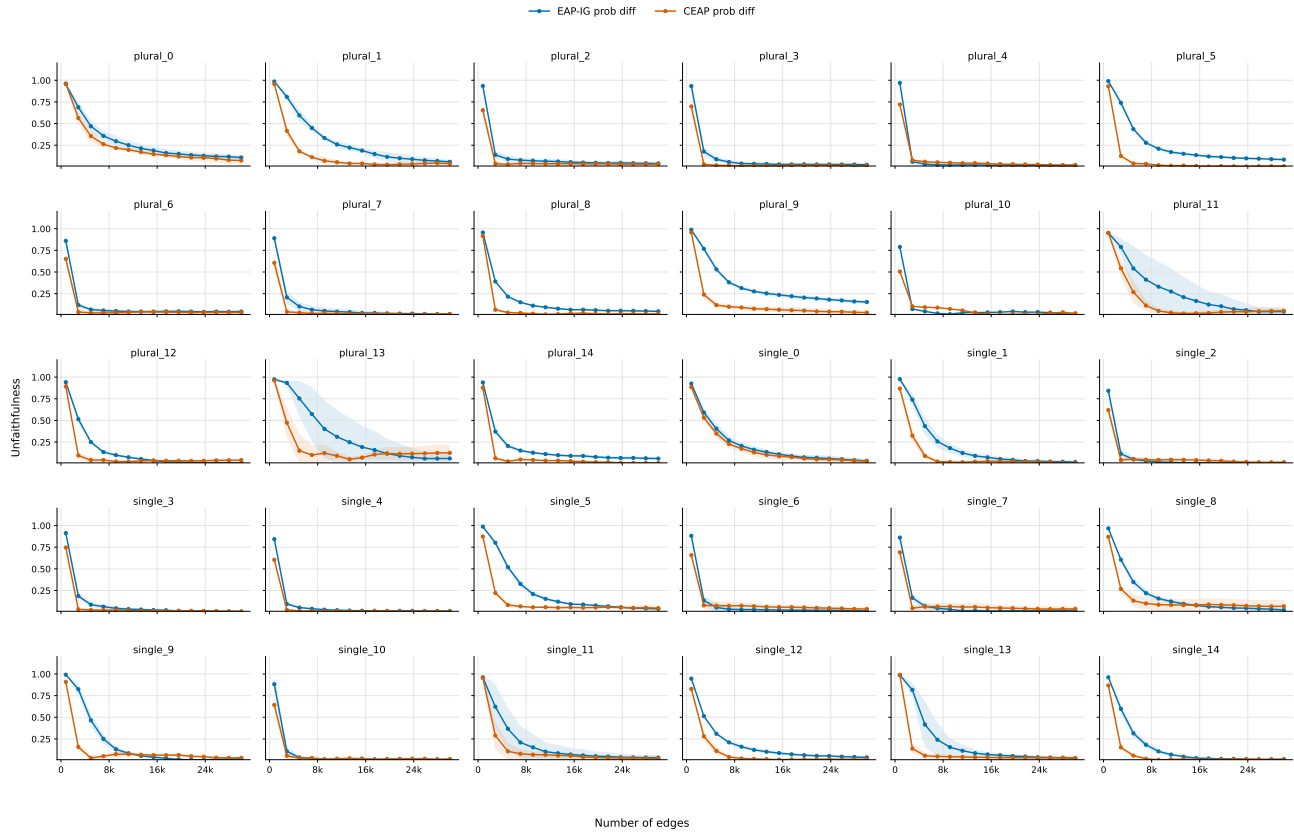 EAP-IG prob diff CEAP prob diff
plural_0 plural_1 plural_2 plural_3 plural_4 plural_5
1.00
0.75
0.50
0.25
plural_6 plural_7 plural_8 plural_9 plural_10 plural_11
1.00
0.75
0.50
0.25
plural_12 plural_13 plural_14 single_0 single_1 single_2
1.00
0.75
0.50
0.25
Unfaithfulness
single_3 single_4 single_5 single_6 single_7 single_8
1.00
0.75
0.50
0.25
single_9 single_10 single_11 single_12 single_13 single_14
1.00
0.75
0.50
0.25
0 8k 16k 24k 0 8k 16k 24k 0 8k 16k 24k 0 8k 16k 24k 0 8k 16k 24k 0 8k 16k 24k
Number of edges